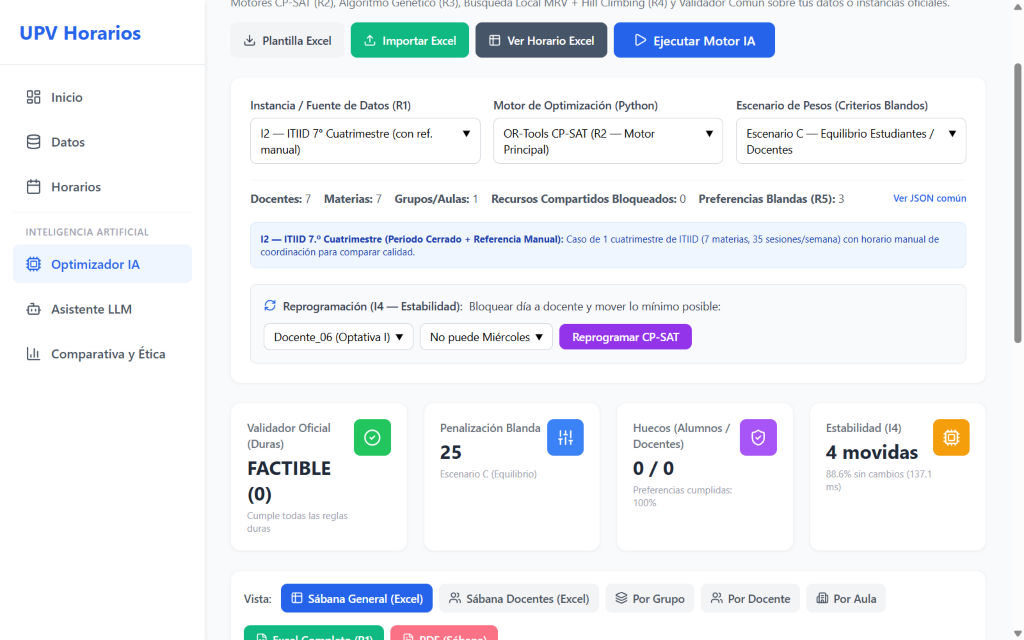 Motores CP-SAT (R2), Algoritmo Genético (R3), Búsqueda Local MRV + Hill Climbing (R4) y Validador Común sobre tus datos o instancias oficiales.
UPV Horarios
Plantilla Excel
Importar Excel
Ver Horario Excel
Ejecutar Motor IA
Inicio
Datos
Horarios
INTELIGENCIA ARTIFICIAL
Optimizador IA
Asistente LLM
Comparativa y Ética
Instancia / Fuente de Datos (R1)
I2 — ITIID 7° Cuatrimestre (con ref.
manual)
Motor de Optimización (Python)
OR-Tools CP-SAT (R2 — Motor
Principal)
Escenario de Pesos (Criterios Blandos)
Escenario C — Equilibrio Estudiantes /
Docentes
Docentes: 7 Materias: 7 Grupos/Aulas: 1 Recursos Compartidos Bloqueados: 0 Preferencias Blandas (R5): 3
Ver JSON común
I2 — ITIID 7.º Cuatrimestre (Periodo Cerrado + Referencia Manual): Caso de 1 cuatrimestre de ITIID (7 materias, 35 sesiones/semana) con horario manual de
coordinación para comparar calidad.
Reprogramación (I4 — Estabilidad): Bloquear día a docente y mover lo mínimo posible:
Docente_06 (Optativa I)
No puede Miércoles
Reprogramar CP-SAT
Validador Oficial
(Duras)
FACTIBLE
(0)
Cumple todas las reglas
duras
Penalización Blanda
25
Escenario C (Equilibrio)
Huecos (Alumnos /
Docentes)
0 / 0
Preferencias cumplidas:
100%
Estabilidad (I4)
4 movidas
88.6% sin cambios (137.1
ms)
Vista:
Sábana General (Excel)
Sábana Docentes (Excel)
Por Grupo
Por Docente
Por Aula
Excel Completo (R1)
PDF (Sábana)